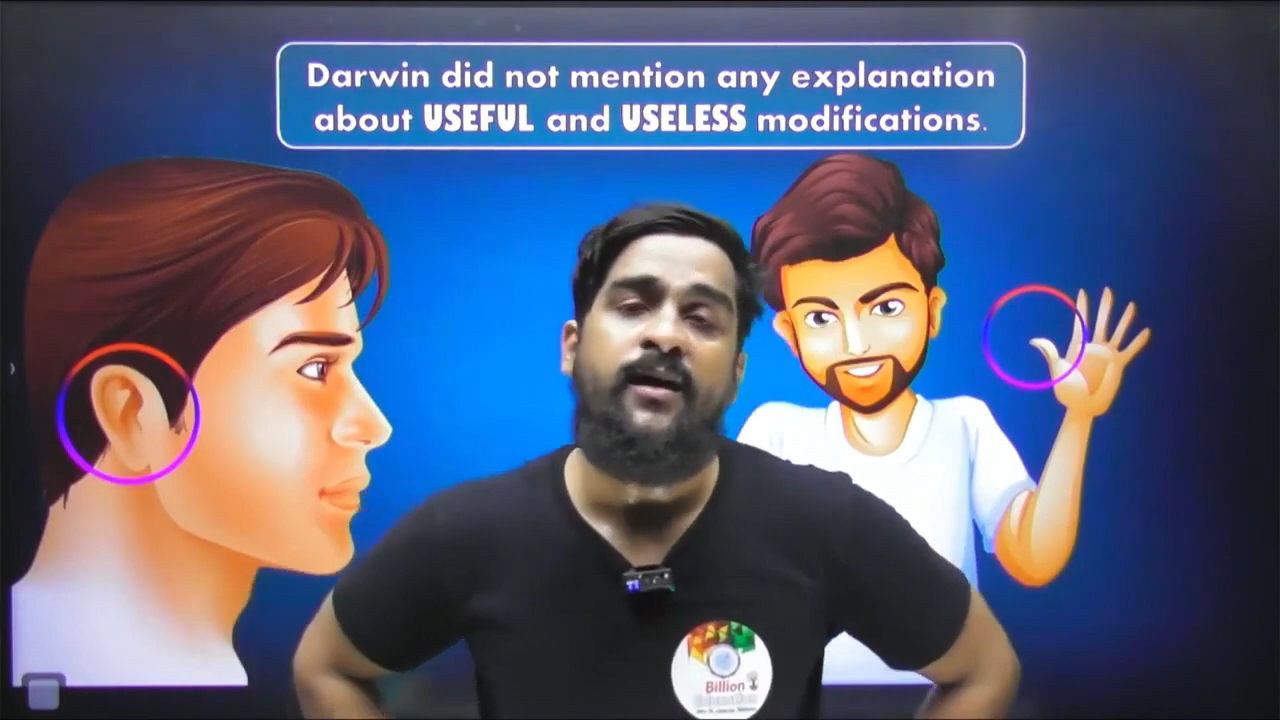 Darwin did not mention any explanation
about USEFUL and USELESS modifications.
Billion